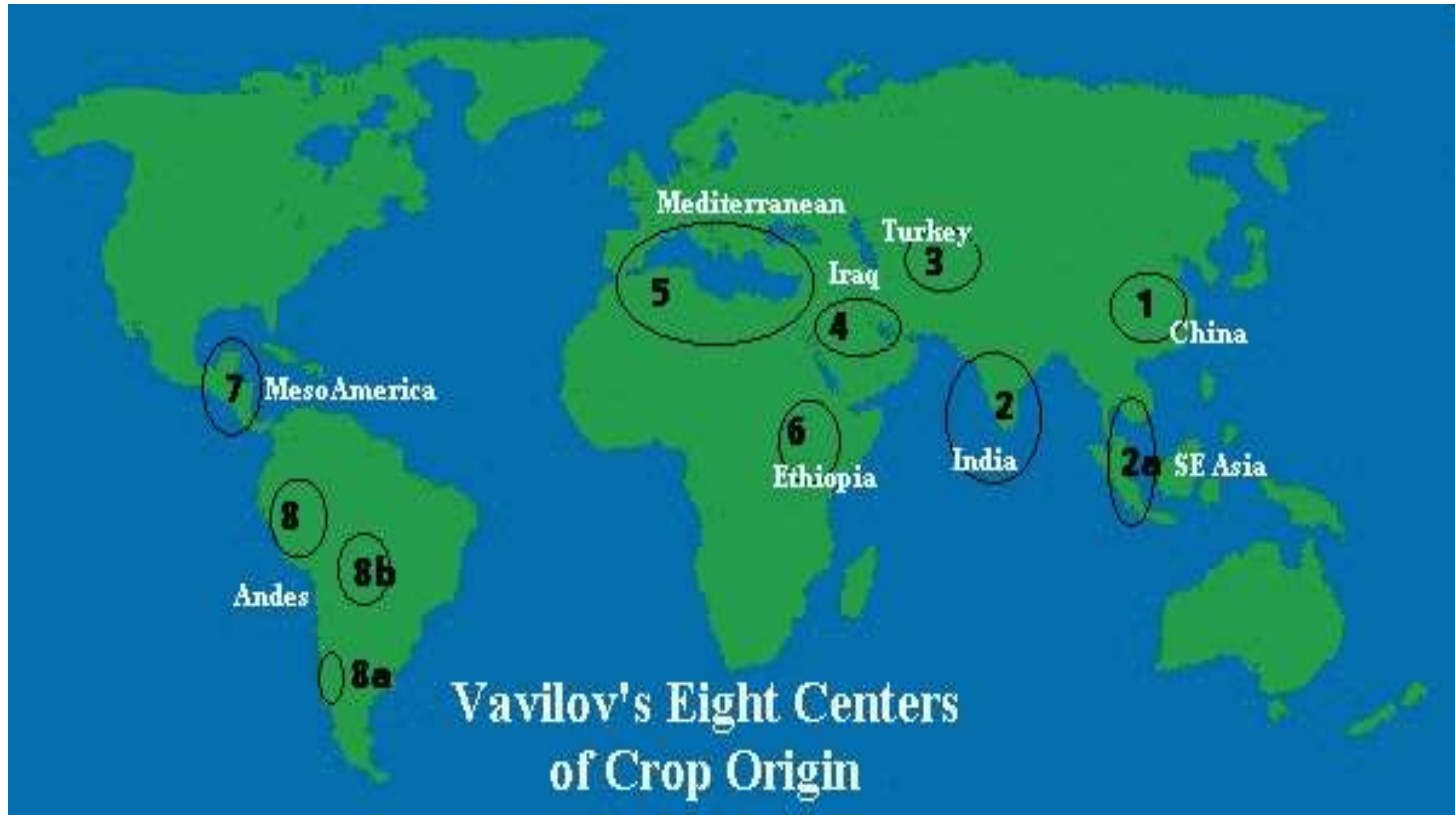 Mediterranean
Turkey
3
Iraq
5
4
1
China
7 MesoAmerica
2
6
India
2a SE Asia
Ethiopia
8
8b
Andes
8a
Vavilov's Eight Centers
of Crop Origin